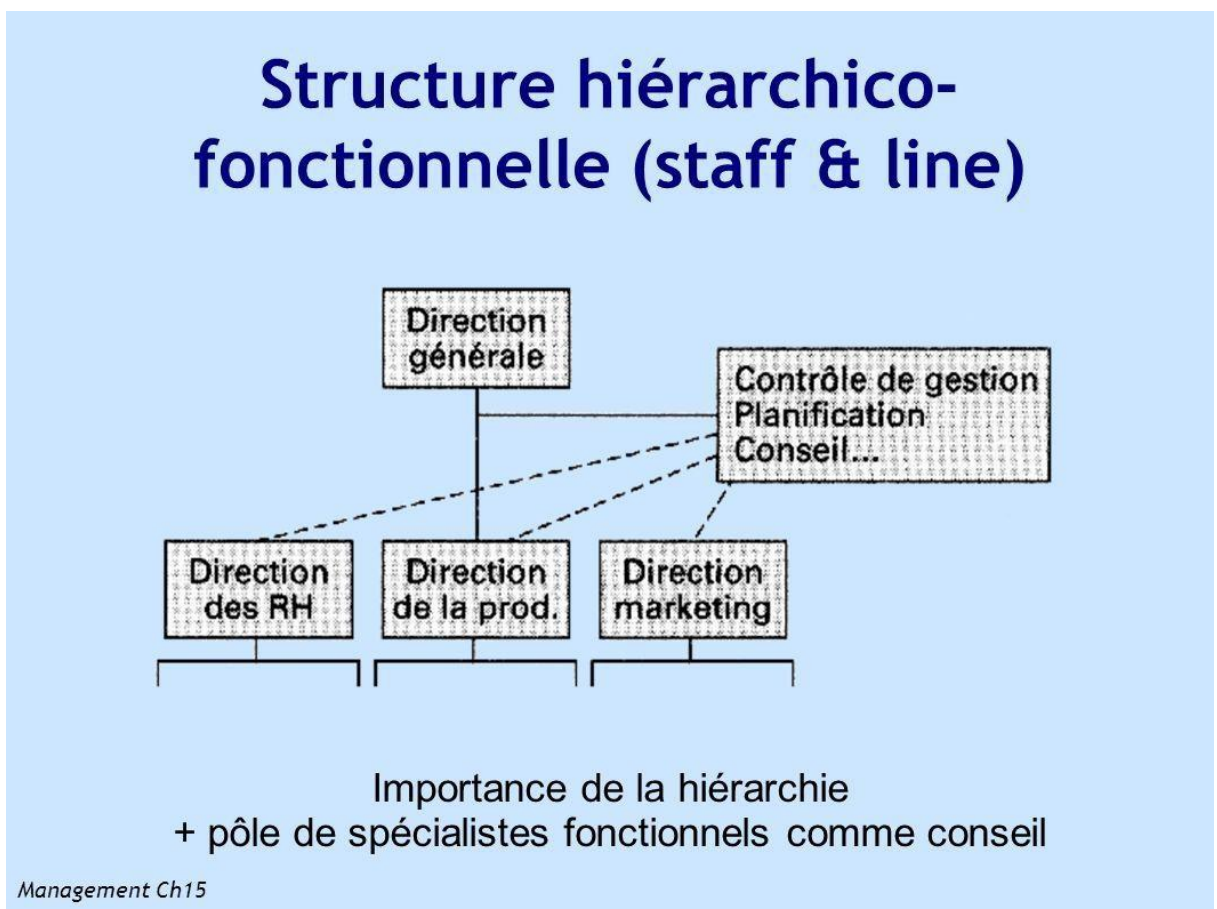 Structure hiérarchico-
fonctionnelle (staff & line)
Direction
générale
Contrôle de gestion
Planification
Conseil...
Direction
des RH
Direction
de la prod.
Direction
marketing
Importance de la hiérarchie
+ pôle de spécialistes fonctionnels comme conseil
Management Ch15